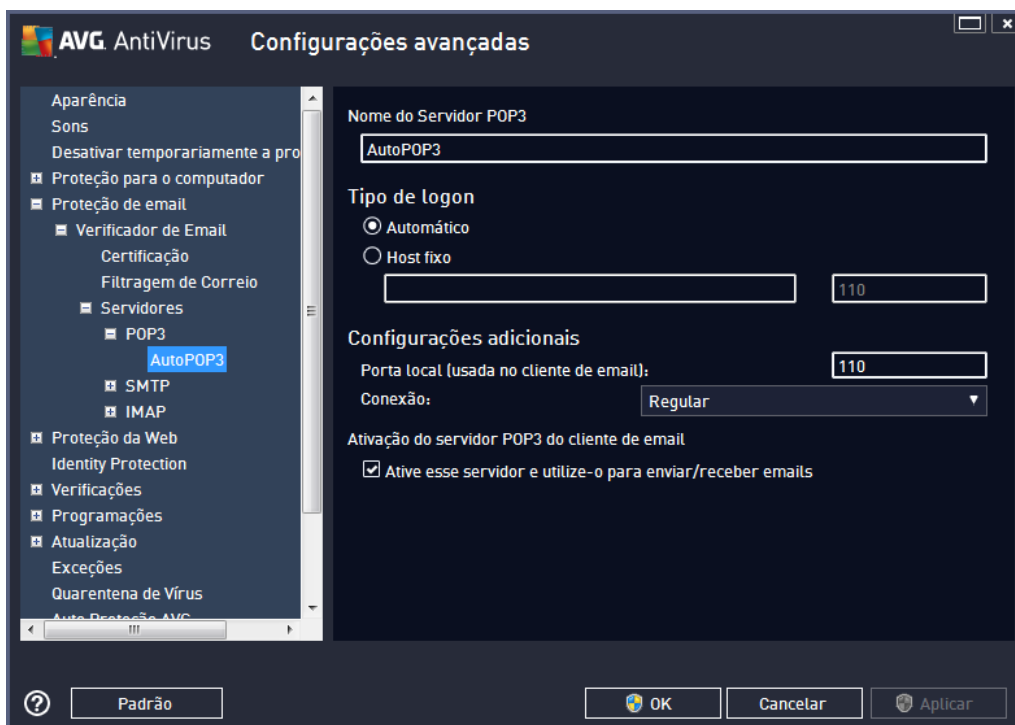 AVG. AntiVirus Configurações avançadas
Aparência
Sons
Desativar temporariamente a pro
Proteção para o computador
Proteção de email
Verificador de Email
Certificação
Filtragem de Correio
Servidores
POP3
AutoPOP3
SMTP
IMAP
Proteção da Web
Identity Protection
Verificações
Programações
Atualização
Exceções
Quarentena de Vírus
Auto Proteção AVG
Nome do Servidor POP3
AutoPOP3
Tipo de logon
Automático
Host fixo
110
Configurações adicionais
Porta local (usada no cliente de email): 110
Conexão: Regular
Ativação do servidor POP3 do cliente de email
Ative esse servidor e utilize-o para enviar/receber emails
Padrão OK Cancelar Aplicar